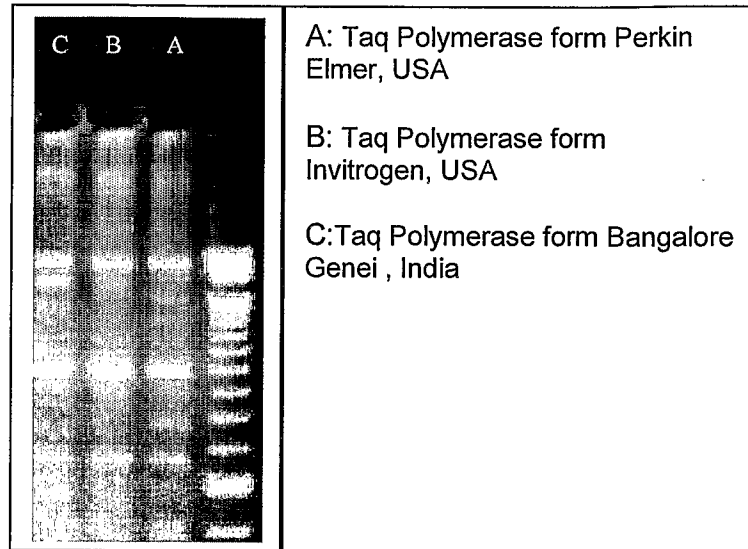 C B A
A: Taq Polymerase form Perkin
Elmer, USA
B: Taq Polymerase form
Invitrogen, USA
C:Taq Polymerase form Bangalore
Genei , India